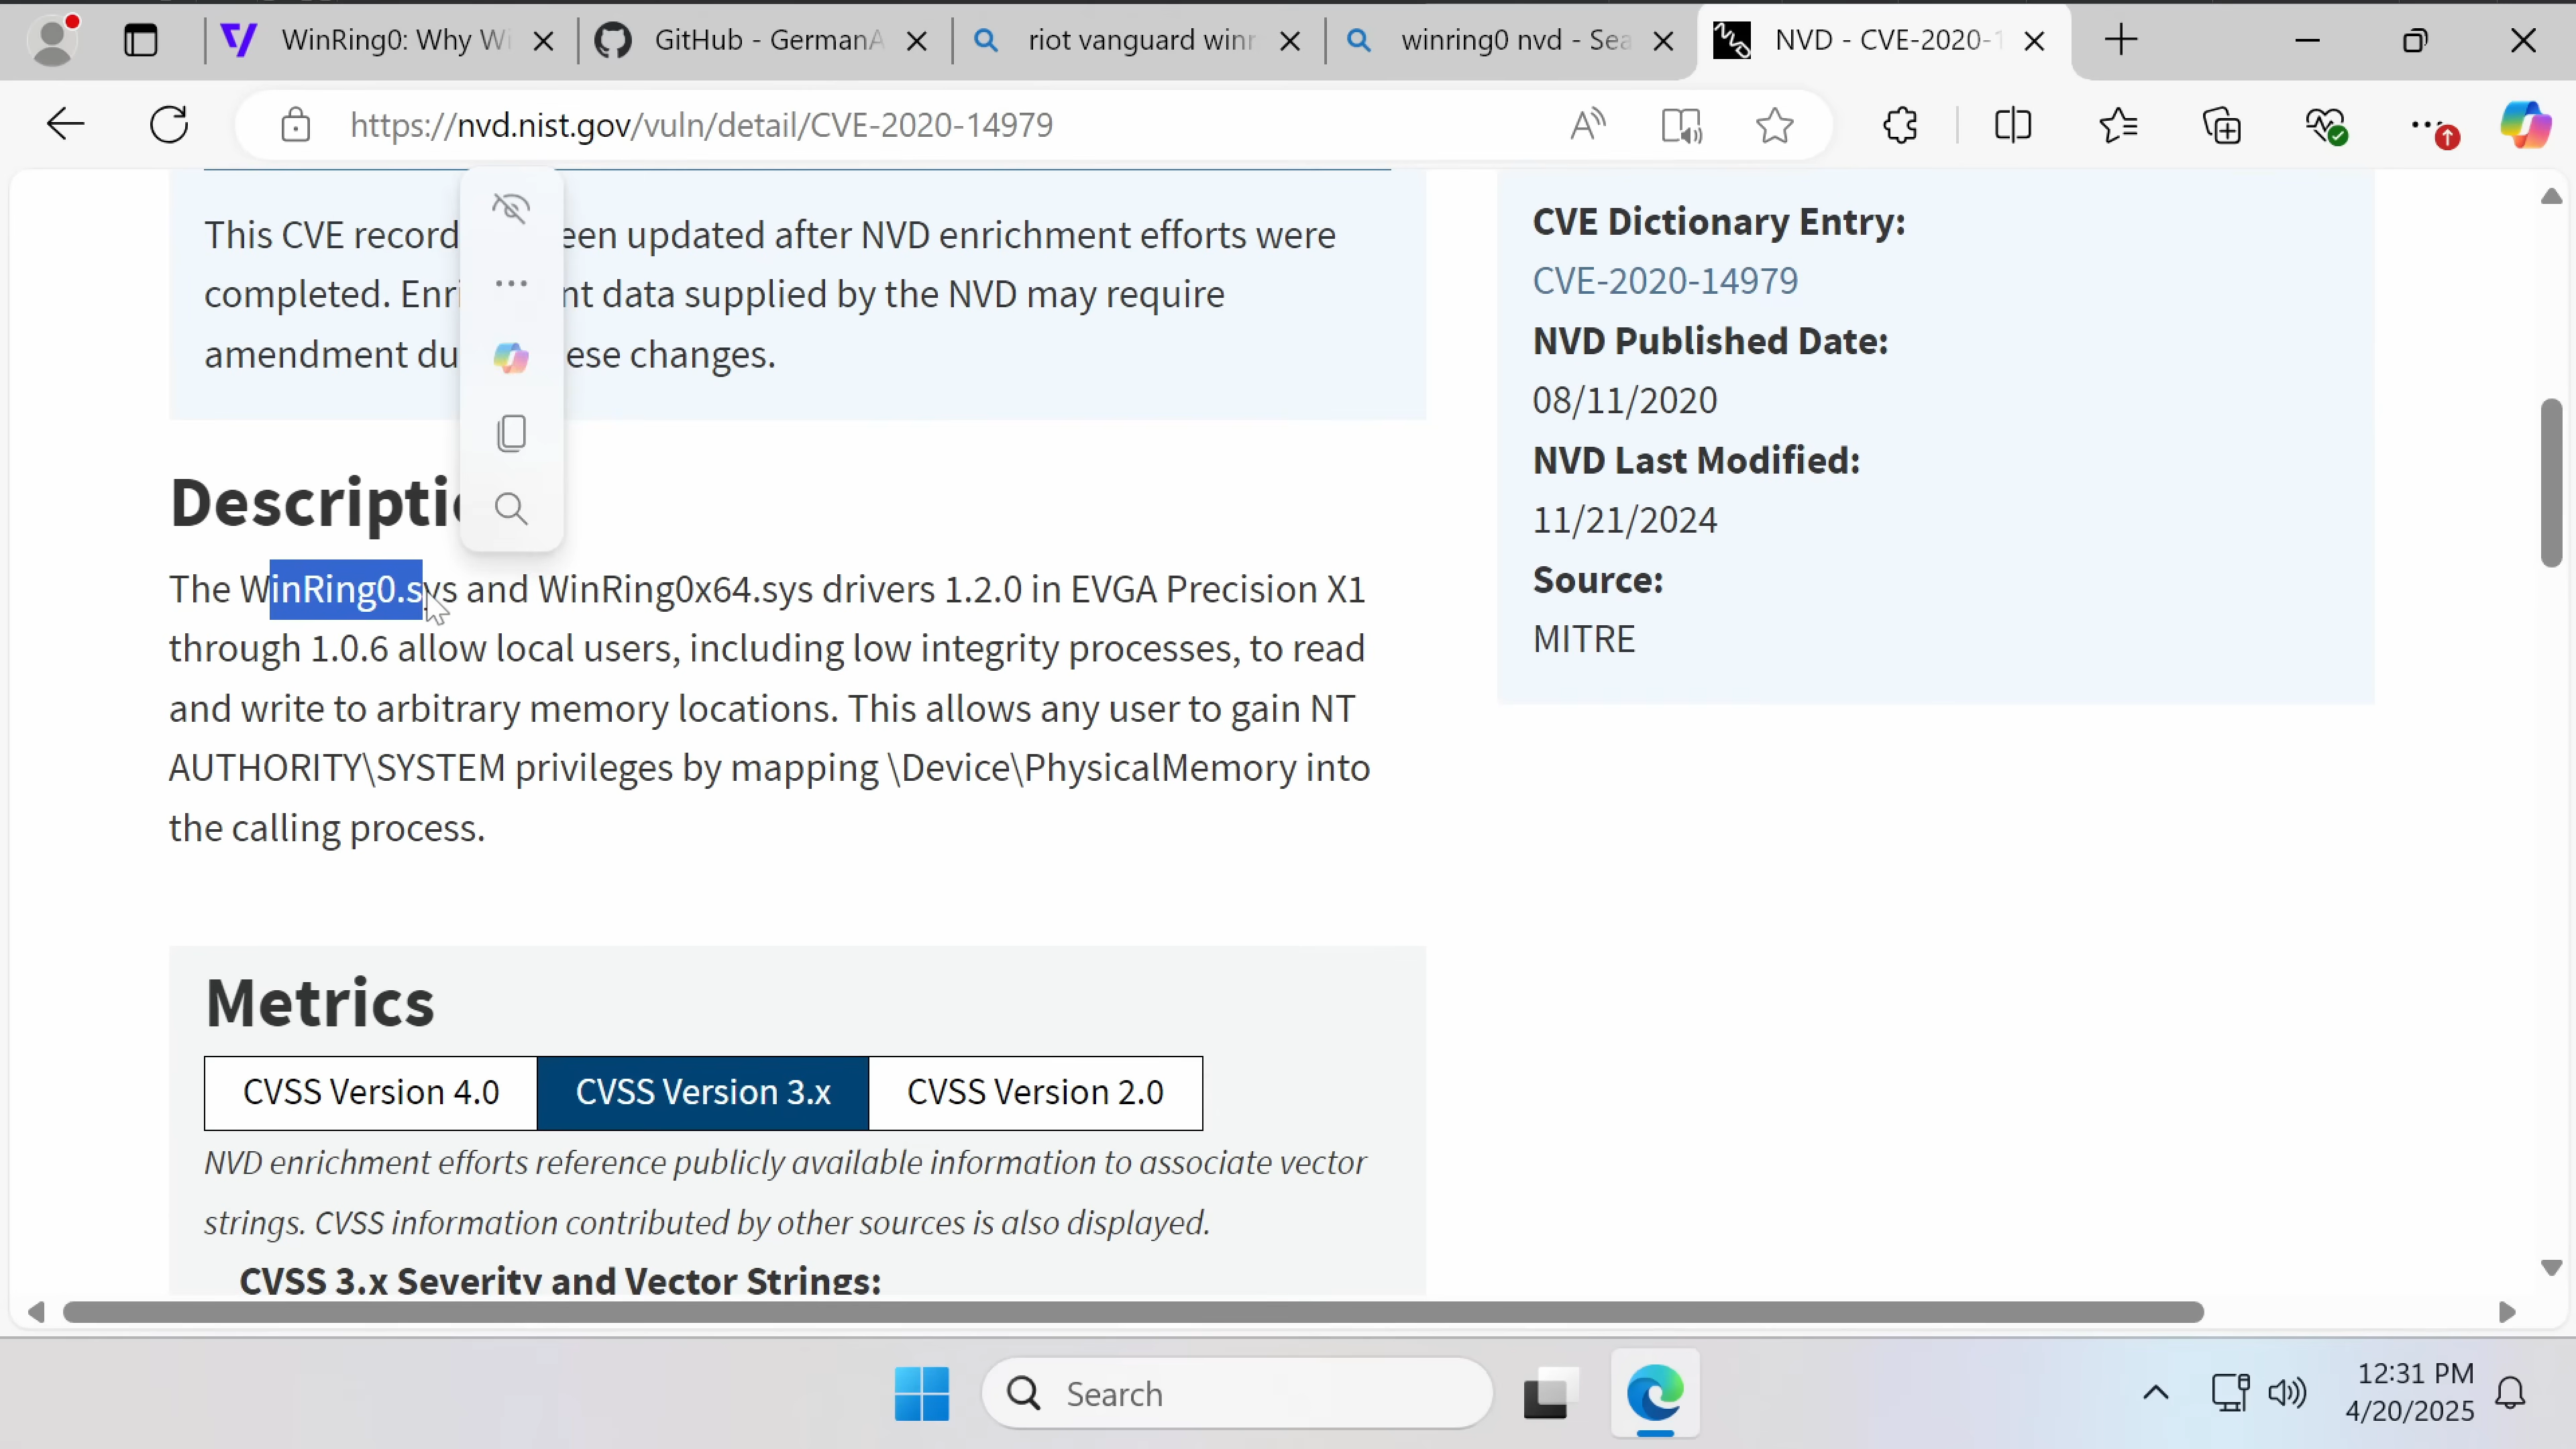 WinRing0: Why Wi
GitHub - GermanA
riot vanguard winr
winring0 nvd - Sea
NVD - CVE-2020-1
https://nvd.nist.gov/vuln/detail/CVE-2020-14979
This CVE record een updated after NVD enrichment efforts were
completed. Enri nt data supplied by the NVD may require
amendment du ese changes.
Descripti
The WinRing0.sys and WinRing0x64.sys drivers 1.2.0 in EVGA Precision X1
through 1.0.6 allow local users, including low integrity processes, to read
and write to arbitrary memory locations. This allows any user to gain NT
AUTHORITY\SYSTEM privileges by mapping \Device\PhysicalMemory into
the calling process.
CVE Dictionary Entry:
CVE-2020-14979
NVD Published Date:
08/11/2020
NVD Last Modified:
11/21/2024
Source:
MITRE
Metrics
CVSS Version 4.0
CVSS Version 3.x
CVSS Version 2.0
NVD enrichment efforts reference publicly available information to associate vector
strings. CVSS information contributed by other sources is also displayed.
CVSS 3.x Severity and Vector Strings:
Search
12:31 PM
4/20/2025